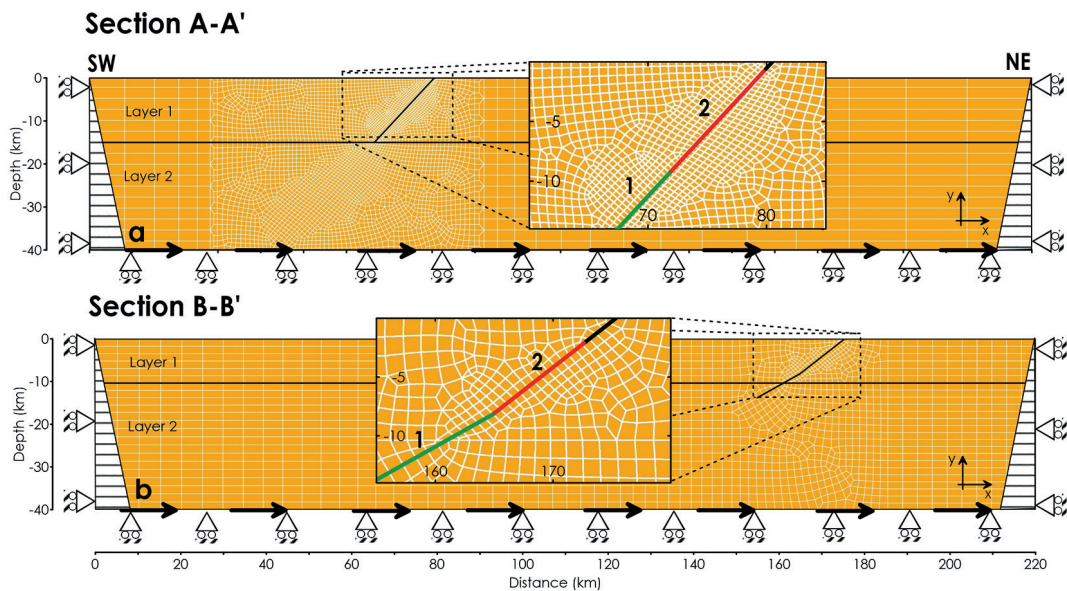 Section A-A'
SW
NE
0
-10
-20
-30
-40
Depth (km)
Layer 1
Layer 2
a
2
1
-5
-10
70
80
y
x
Section B-B'
0
-10
-20
-30
-40
Depth (km)
Layer 1
Layer 2
b
2
1
-5
-10
160
170
y
x
0 20 40 60 80 100 120 140 160 180 200 220
Distance (km)